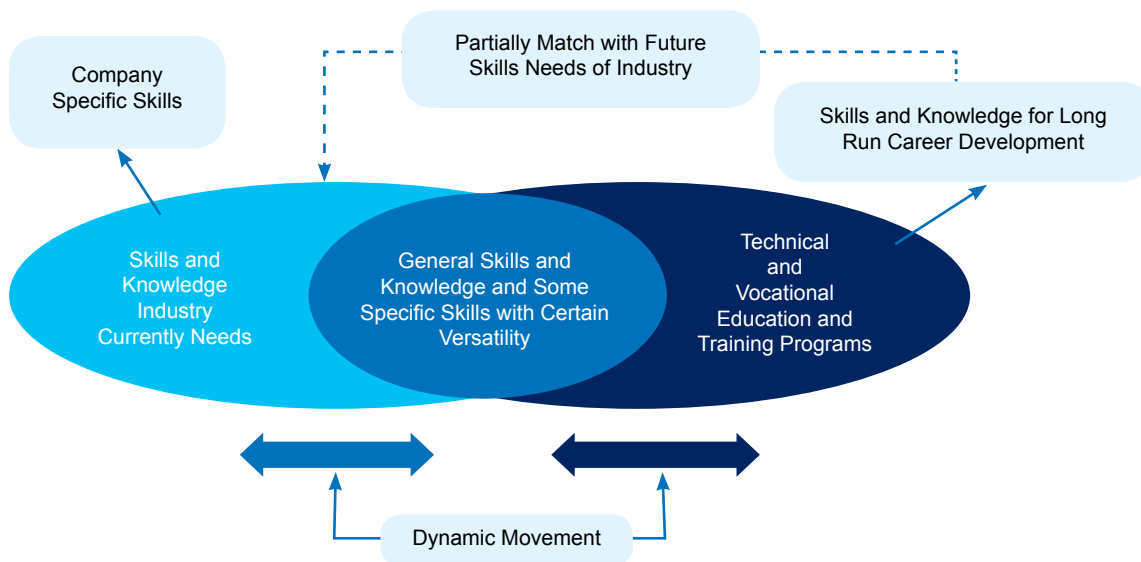 Partially Match with Future
Skills Needs of Industry
Company
Specific Skills
Skills and Knowledge for Long
Run Career Development
Skills and
Knowledge
Industry
Currently Needs
General Skills and
Knowledge and Some
Specific Skills with Certain
Versatility
Technical
and
Vocational
Education and
Training Programs
Dynamic Movement